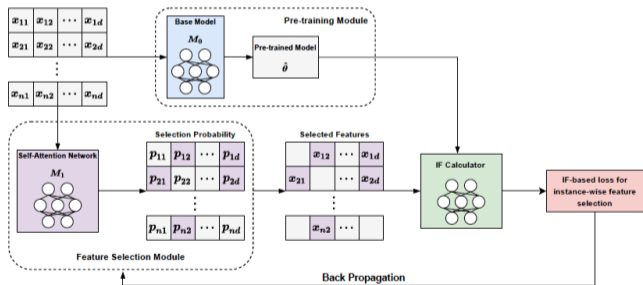 x11 x12 ⋯ x1d
x21 x22 ⋯ x2d
⋮
xn1 xn2 ⋯ xnd
Base Model
M0
Pre-training Module
Pre-trained Model
θ̂
Self-Attention Network
M1
Selection Probability
p11 p12 ⋯ p1d
p21 p22 ⋯ p2d
⋮
pn1 pn2 ⋯ pnd
Feature Selection Module
Selected Features
x12 ⋯ x1d
x21 ⋯ x2d
⋮
xn2 ⋯
IF Calculator
IF-based loss for
instance-wise feature
selection
Back Propagation